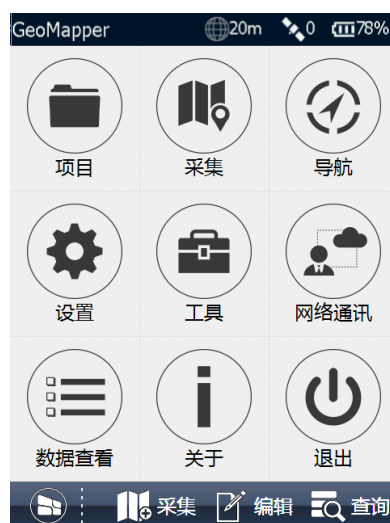 GeoMapper 20m 0 78%
项目 采集 导航
设置 工具 网络通讯
数据查看 关于 退出
采集 编辑 查询